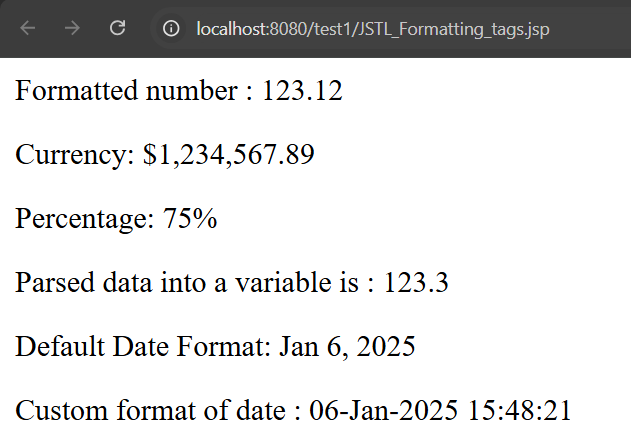 localhost:8080/test1/JSTL_Formatting_tags.jsp
Formatted number : 123.12
Currency: $1,234,567.89
Percentage: 75%
Parsed data into a variable is : 123.3
Default Date Format: Jan 6, 2025
Custom format of date : 06-Jan-2025 15:48:21